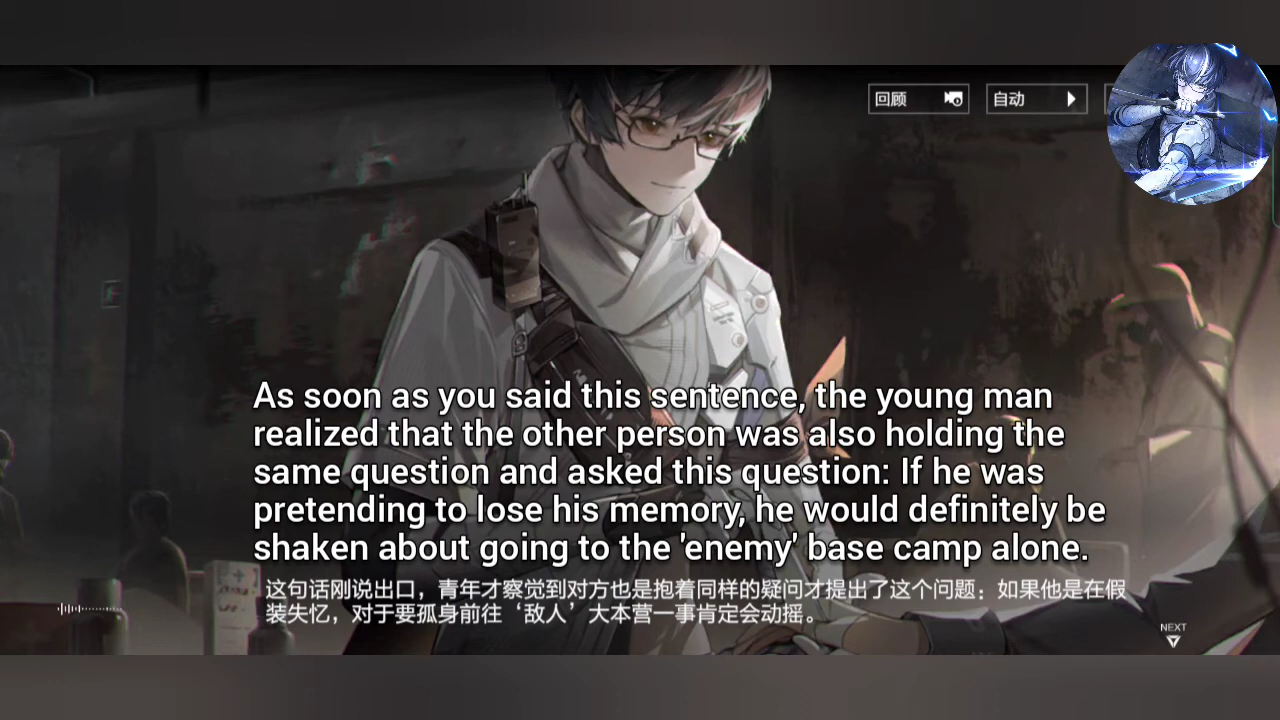 回顾
自动
As soon as you said this sentence, the young man
realized that the other person was also holding the
same question and asked this question: If he was
pretending to lose his memory, he would definitely be
shaken about going to the 'enemy' base camp alone.
这句话刚说出口，青年才察觉到对方也是抱着同样的疑问才提出了这个问题：如果他是在假
装失忆，对于要孤身前往‘敌人’大本营一事肯定会动摇。
NEXT